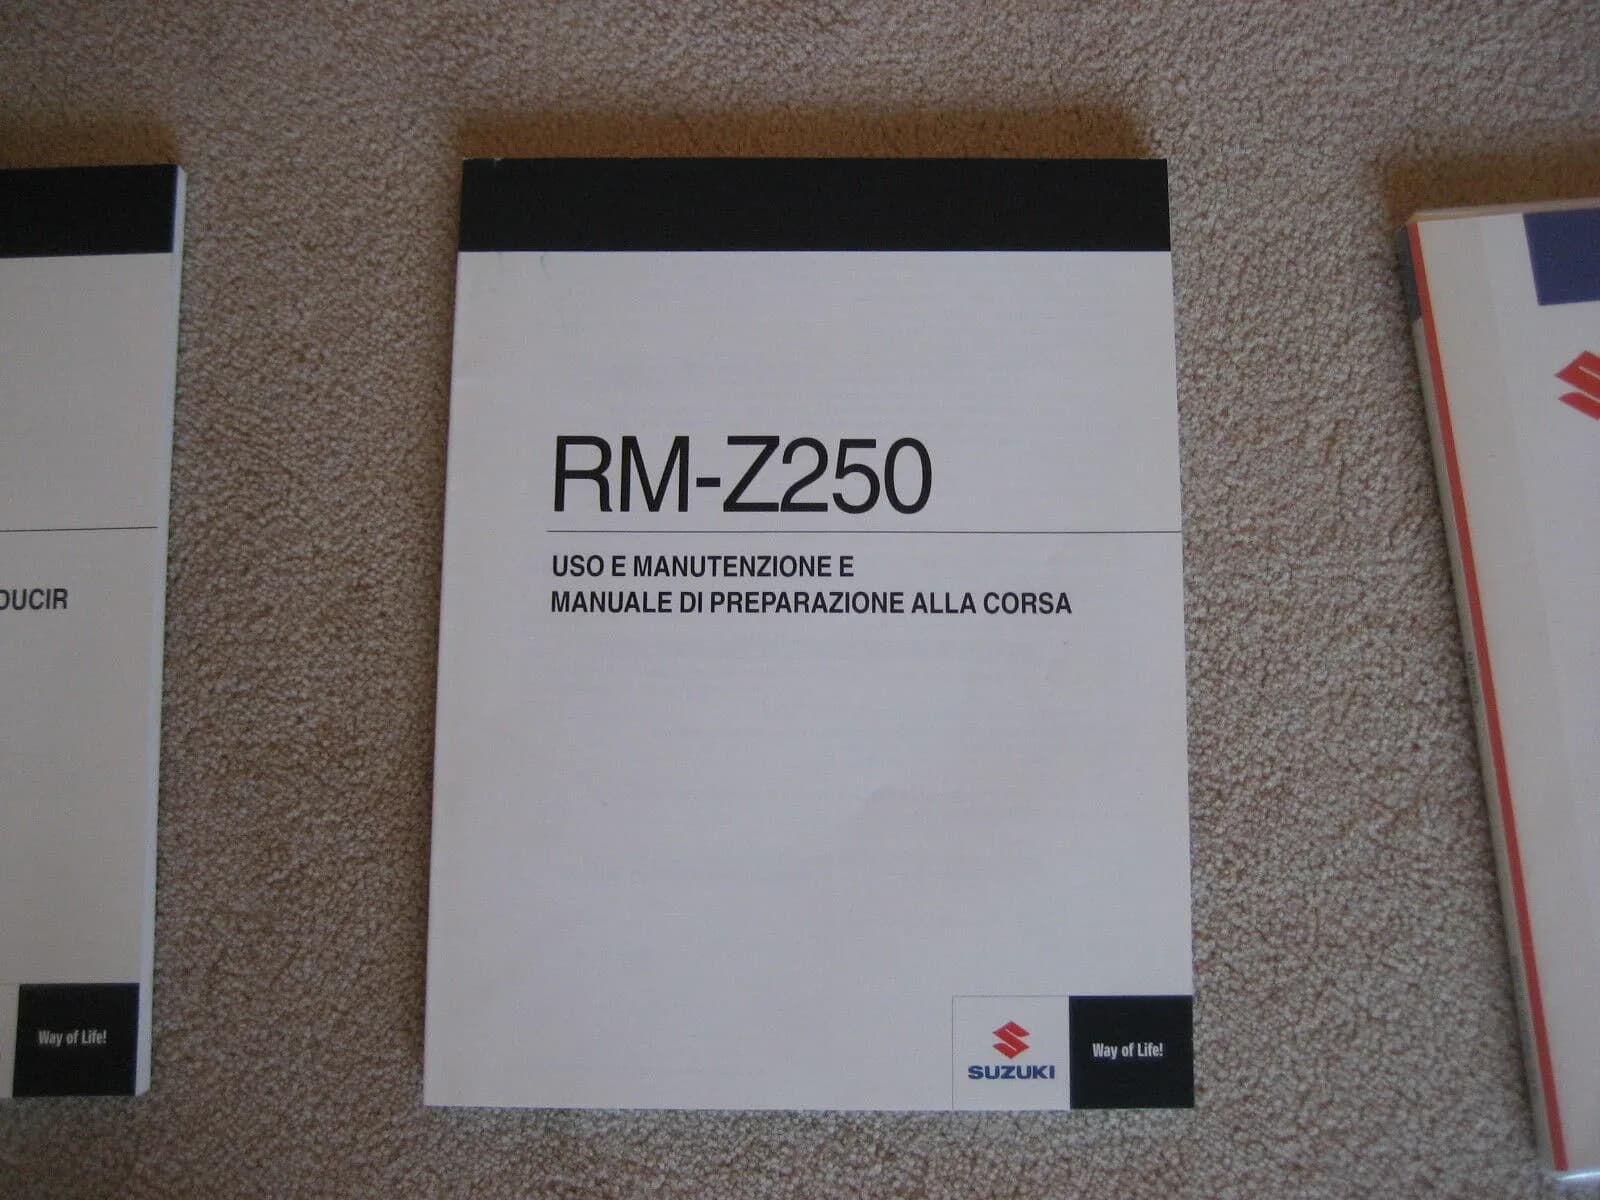 RM-Z250
USO E MANUTENZIONE E
MANUALE DI PREPARAZIONE ALLA CORSA
SUZUKI
Way of Life!
DUCIR
Way of Life!